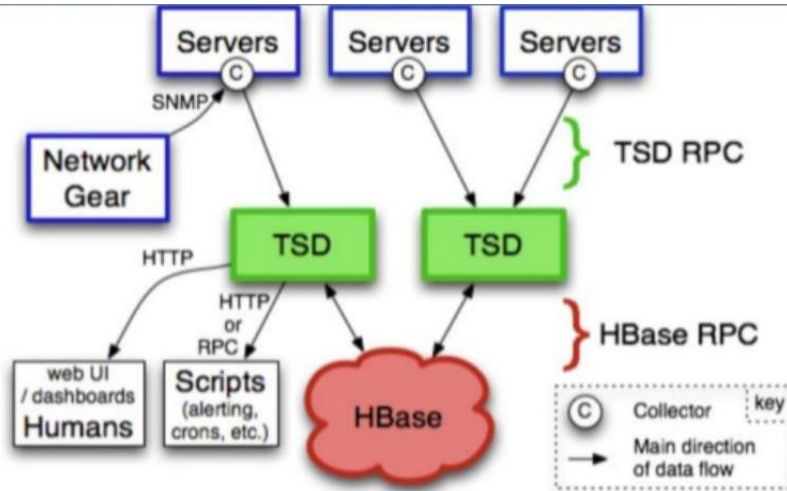 Servers
Servers
Servers
C
C
C
SNMP
Network
Gear
TSD RPC
TSD
TSD
HTTP
HTTP
or
RPC
HBase RPC
web UI
/ dashboards
Humans
Scripts
(alerting,
crons, etc.)
HBase
key
C
Collector
Main direction
of data flow